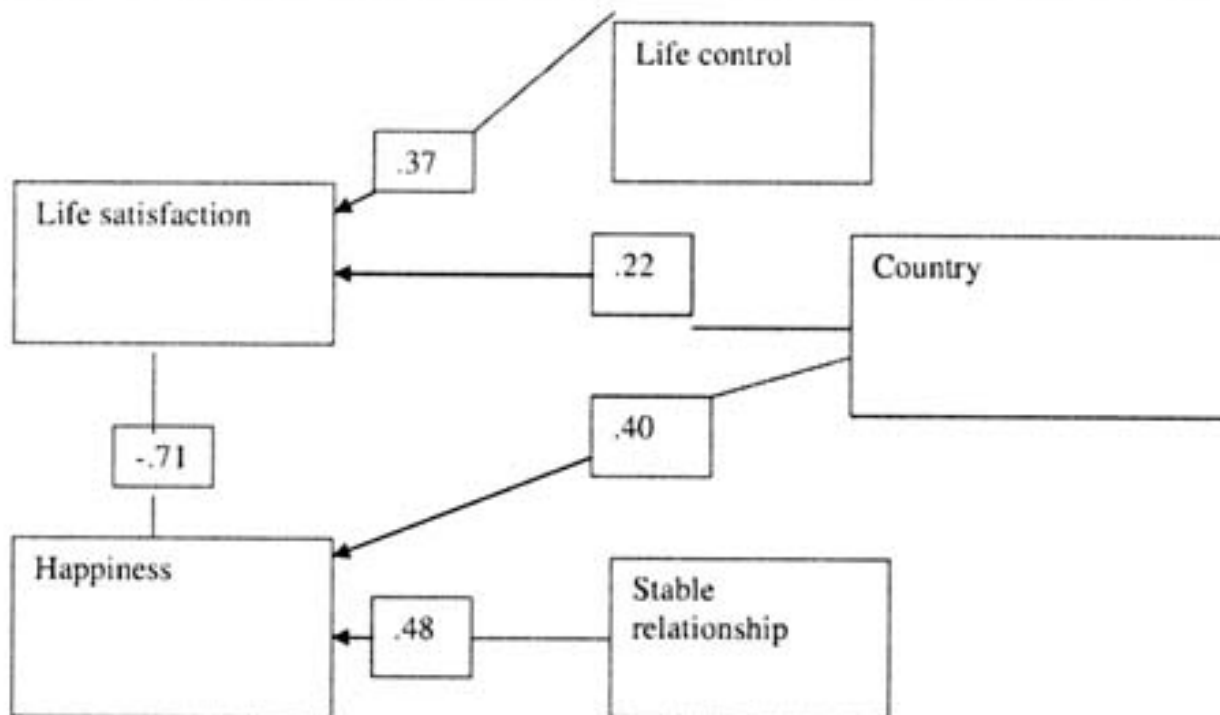 Life control
.37
Life satisfaction
.22
Country
.40
-.71
Happiness
.48
Stable
relationship